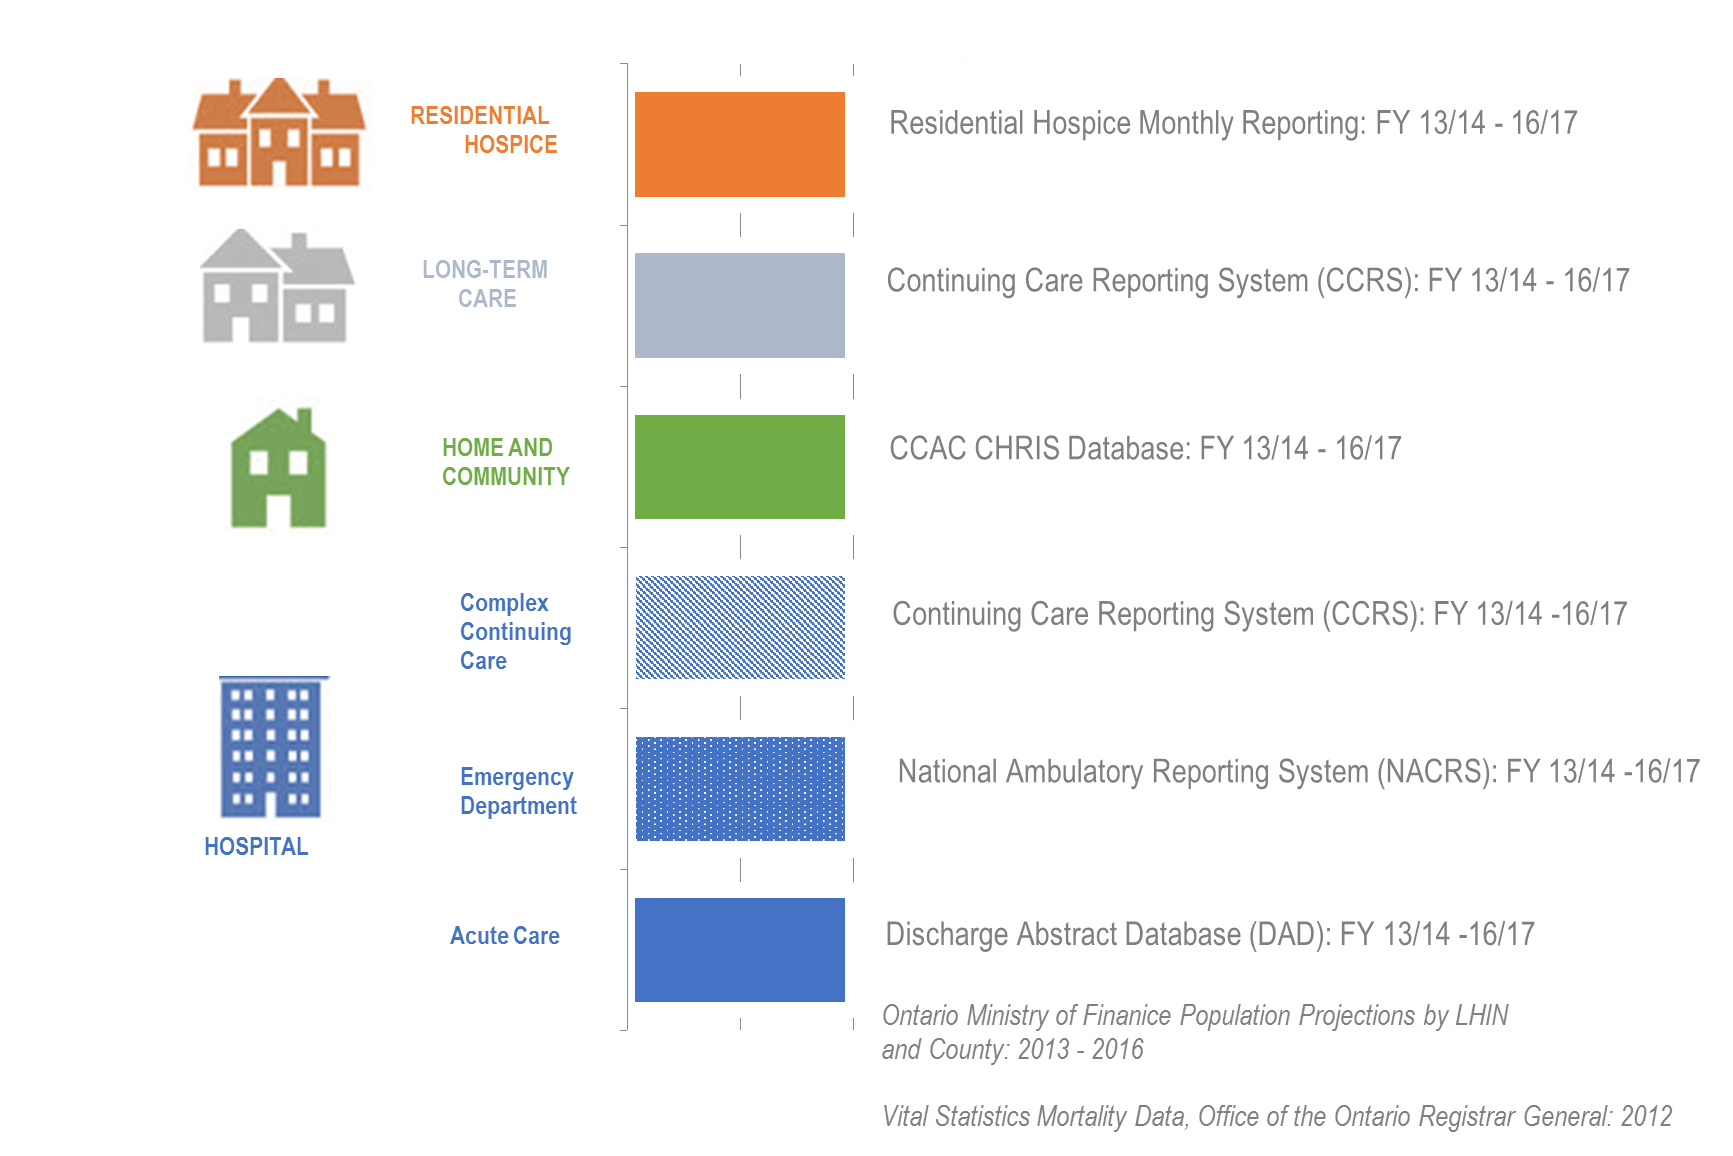 RESIDENTIAL
HOSPICE
Residential Hospice Monthly Reporting: FY 13/14 - 16/17
LONG-TERM
CARE
Continuing Care Reporting System (CCRS): FY 13/14 - 16/17
HOME AND
COMMUNITY
CCAC CHRIS Database: FY 13/14 - 16/17
Complex
Continuing
Care
Continuing Care Reporting System (CCRS): FY 13/14 -16/17
HOSPITAL
Emergency
Department
National Ambulatory Reporting System (NACRS): FY 13/14 -16/17
Acute Care
Discharge Abstract Database (DAD): FY 13/14 -16/17
Ontario Ministry of Finanice Population Projections by LHIN
and County: 2013 - 2016
Vital Statistics Mortality Data, Office of the Ontario Registrar General: 2012